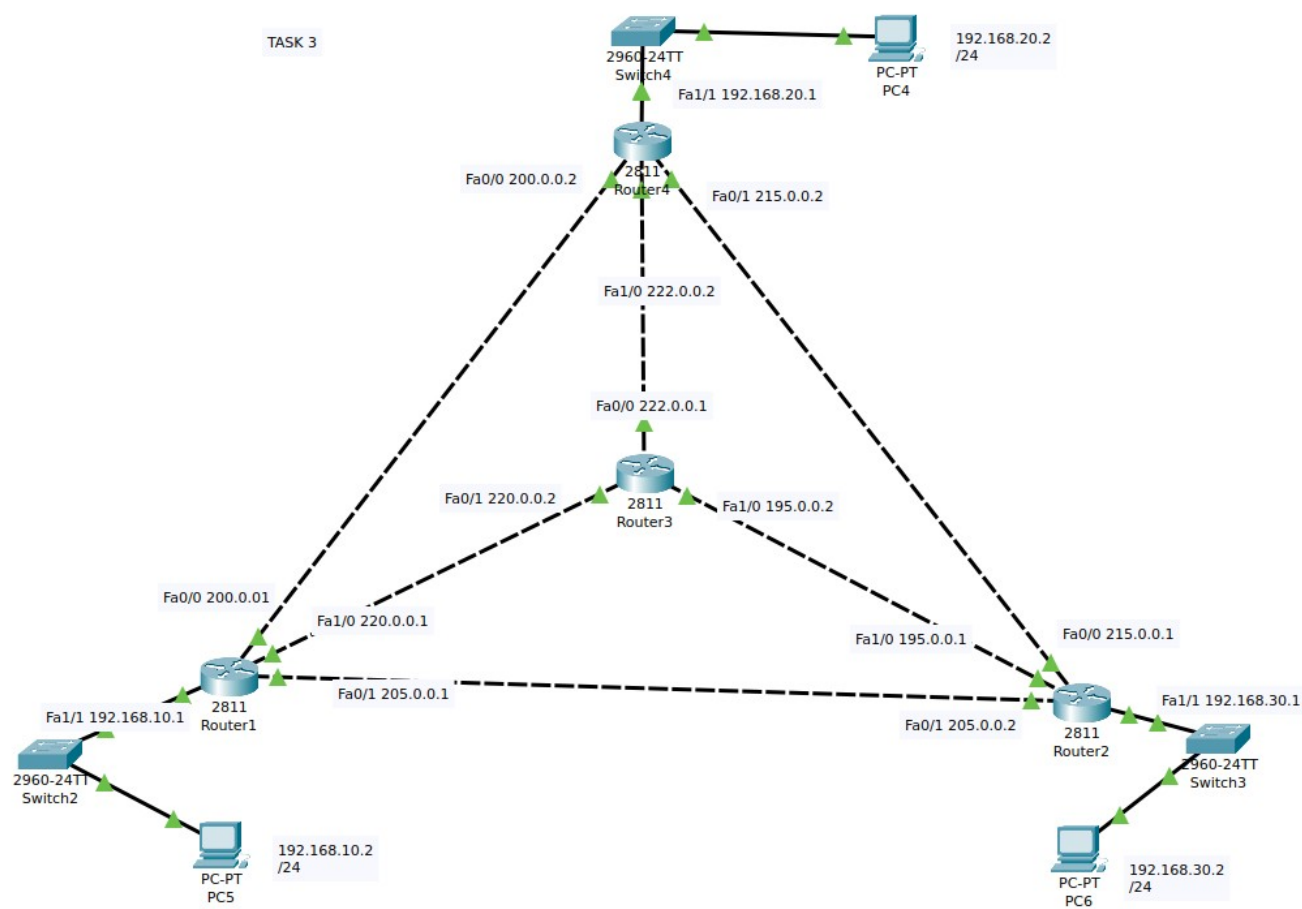 TASK 3
2960-24TT
Switch4
PC-PT
PC4
192.168.20.2
/24
Fa1/1 192.168.20.1
2811
Router4
Fa0/0 200.0.0.2
Fa0/1 215.0.0.2
Fa1/0 222.0.0.2
Fa0/0 222.0.0.1
2811
Router3
Fa0/1 220.0.0.2
Fa1/0 195.0.0.2
Fa0/0 200.0.01
Fa1/0 220.0.0.1
Fa0/1 205.0.0.1
2811
Router1
Fa1/1 192.168.10.1
2960-24TT
Switch2
PC-PT
PC5
192.168.10.2
/24
Fa1/0 195.0.0.1
Fa0/0 215.0.0.1
Fa0/1 205.0.0.2
2811
Router2
Fa1/1 192.168.30.1
2960-24TT
Switch3
PC-PT
PC6
192.168.30.2
/24